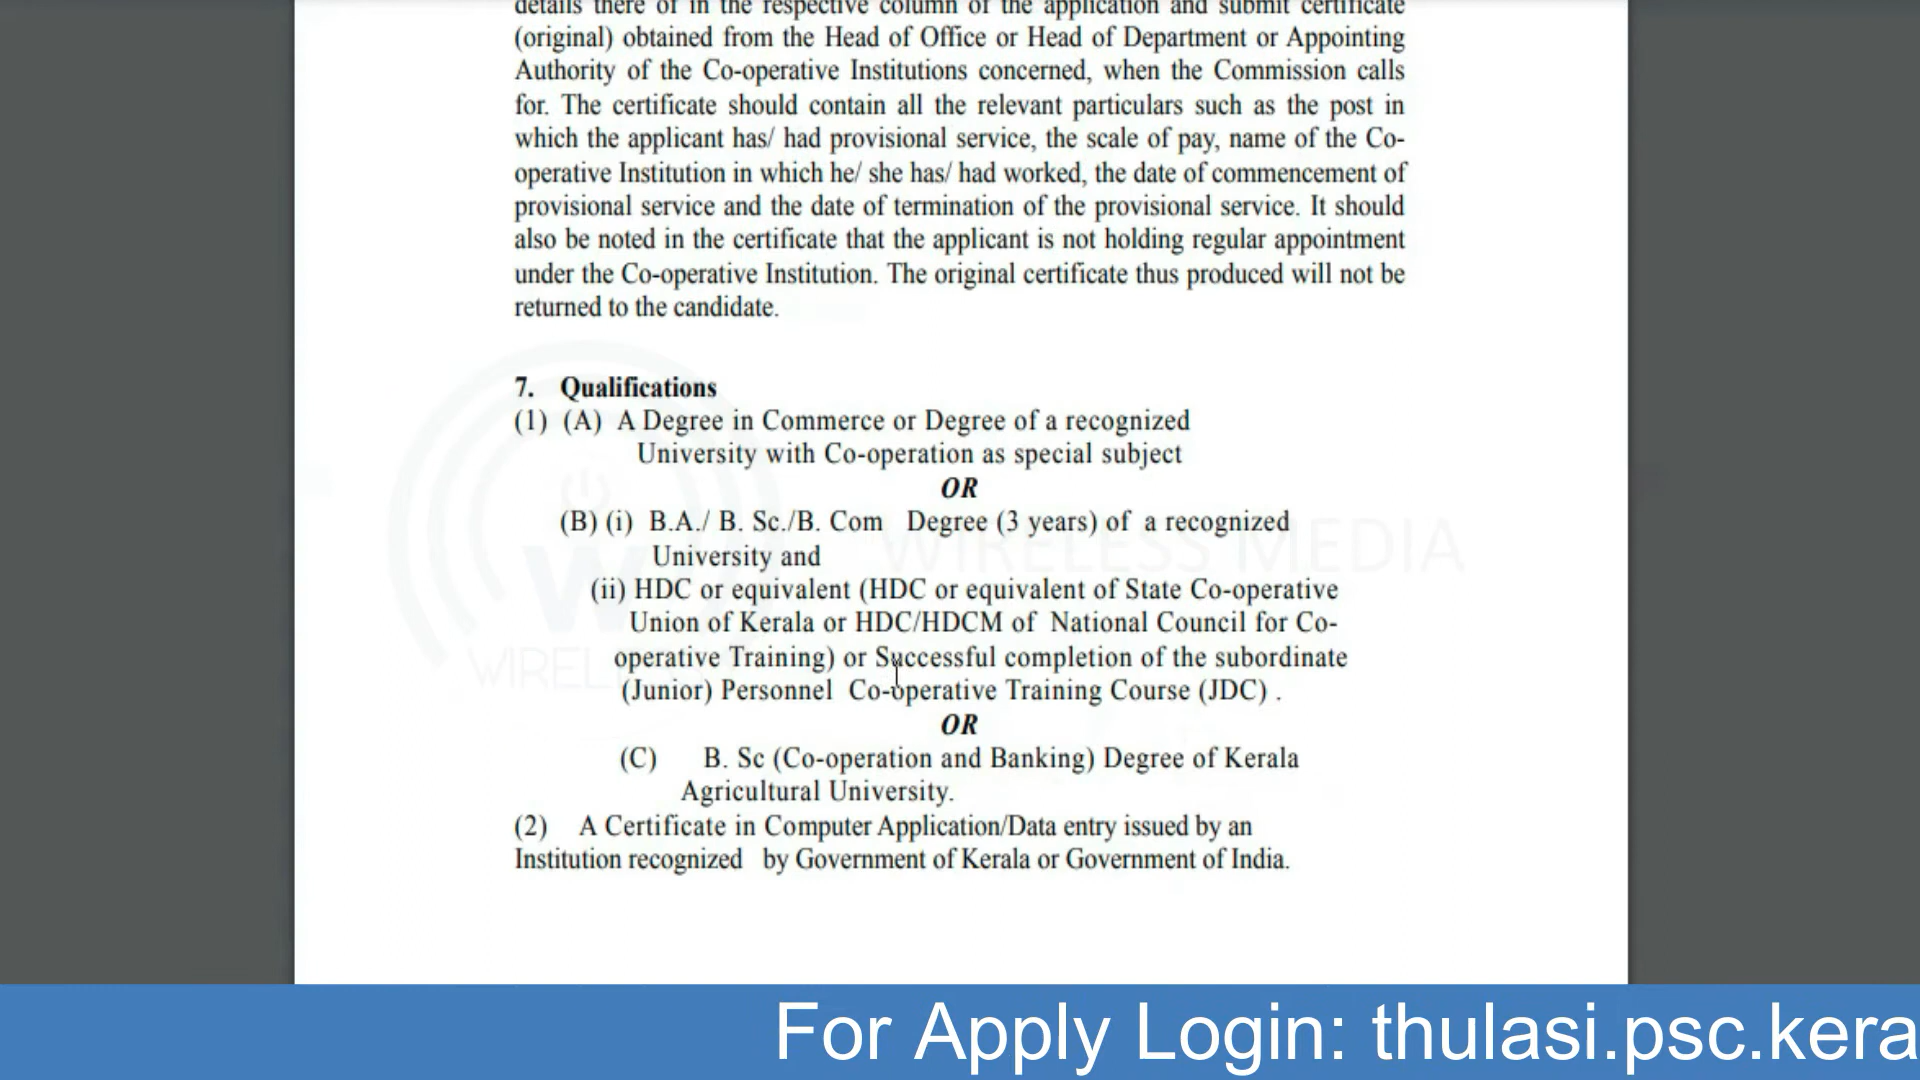 details there of in the respective column of the application and submit certificate
(original) obtained from the Head of Office or Head of Department or Appointing
Authority of the Co-operative Institutions concerned, when the Commission calls
for. The certificate should contain all the relevant particulars such as the post in
which the applicant has/ had provisional service, the scale of pay, name of the Co-
operative Institution in which he/ she has/ had worked, the date of commencement of
provisional service and the date of termination of the provisional service. It should
also be noted in the certificate that the applicant is not holding regular appointment
under the Co-operative Institution. The original certificate thus produced will not be
returned to the candidate.
7. Qualifications
(1) (A) A Degree in Commerce or Degree of a recognized
University with Co-operation as special subject
OR
(B) (i) B.A./ B. Sc./B. Com Degree (3 years) of a recognized
University and
WIRELESS MEDIA
W
(ii) HDC or equivalent (HDC or equivalent of State Co-operative
Union of Kerala or HDC/HDCM of National Council for Co-
operative Training) or Successful completion of the subordinate
WIRELESS
(Junior) Personnel Co-operative Training Course (JDC) .
OR
(C) B. Sc (Co-operation and Banking) Degree of Kerala
Agricultural University.
(2) A Certificate in Computer Application/Data entry issued by an
Institution recognized by Government of Kerala or Government of India.
For Apply Login: thulasi.psc.kera